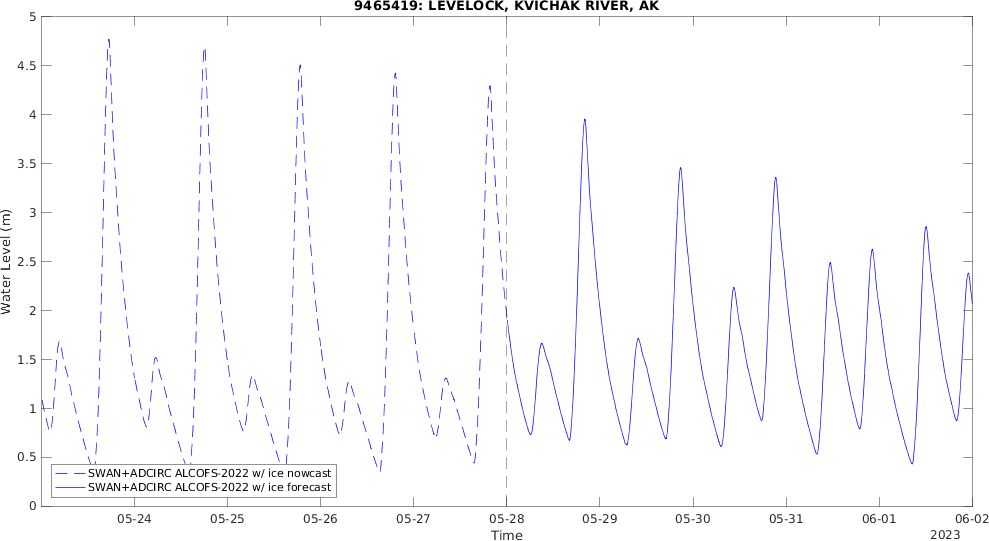 9465419: LEVELOCK, KVICHAK RIVER, AK
5
4.5
4
3.5
3
2.5
2
1.5
1
0.5
0
Water Level (m)
SWAN+ADCIRC ALCOFS-2022 w/ ice nowcast
SWAN+ADCIRC ALCOFS-2022 w/ ice forecast
05-24 05-25 05-26 05-27 05-28 05-29 05-30 05-31 06-01 06-02
Time
2023